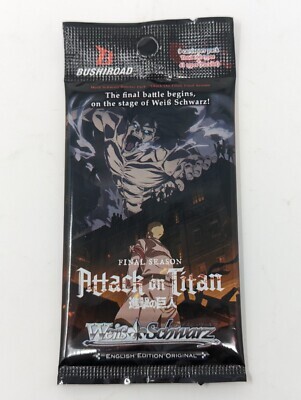 BUSHIROAD
The final battle begins,
on the stage of Weiß Schwarz!
FINAL SEASON
Attack on Titan
進撃の巨人
Weiß Schwarz
ENGLISH EDITION ORIGINAL